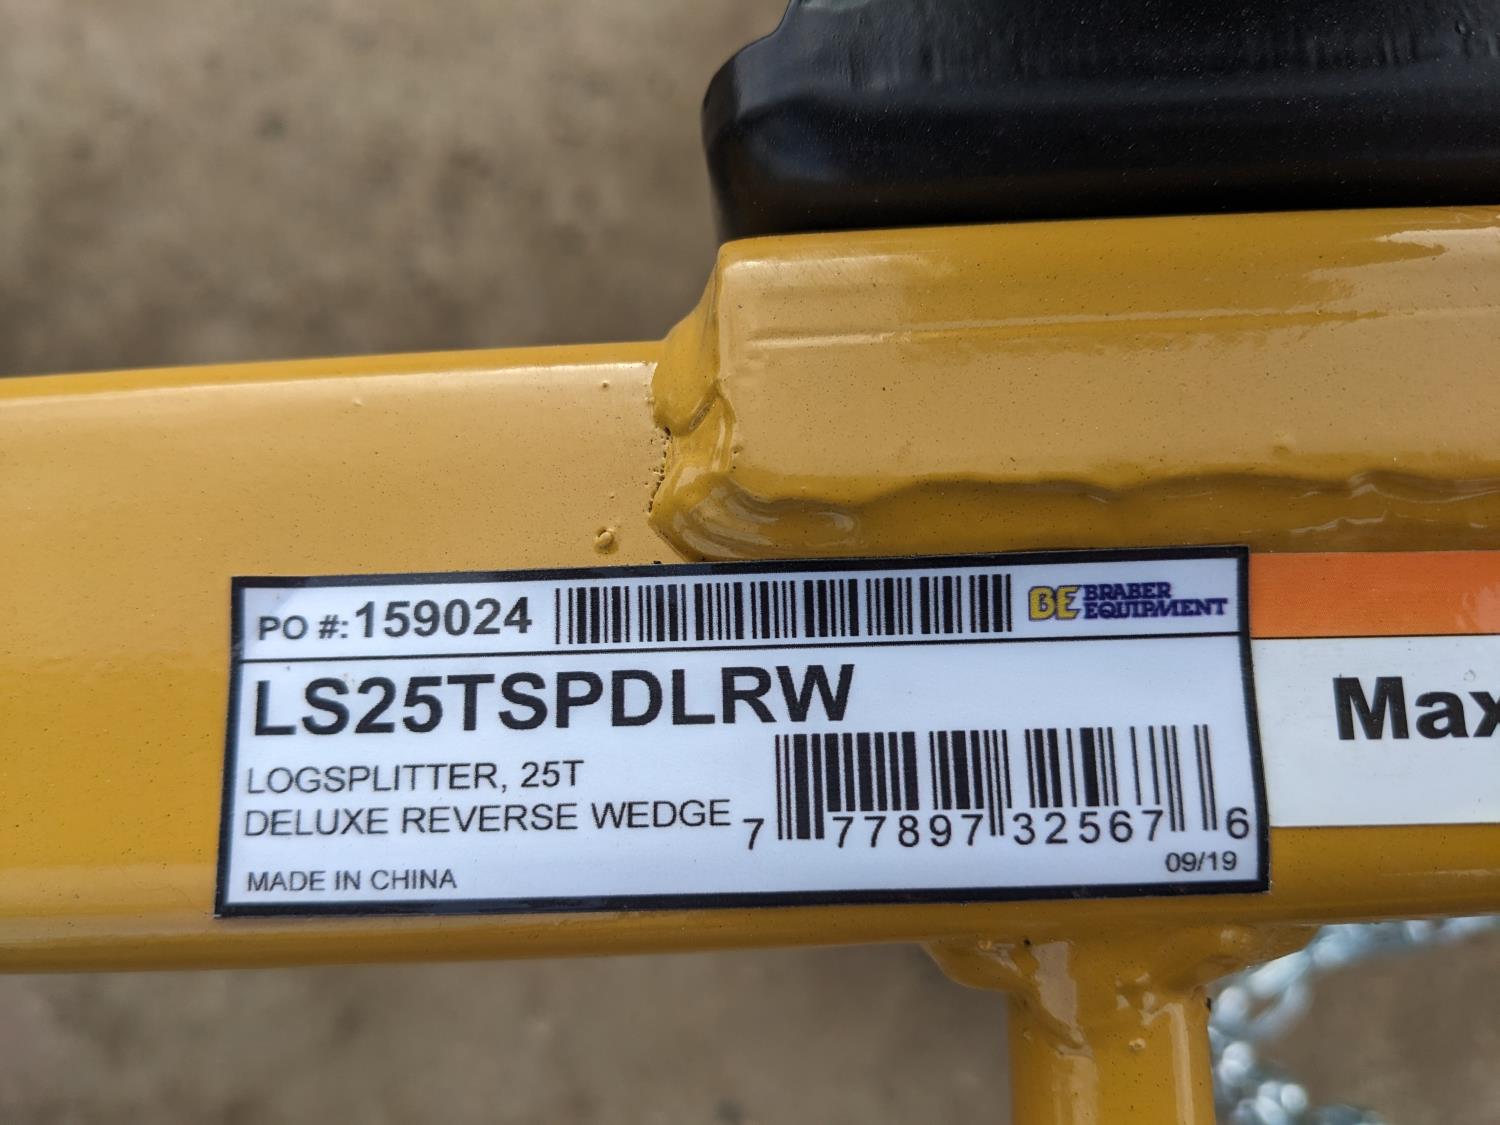 PO #: 159024
BE BRABER
EQUIPMENT
LS25TSPDLRW
LOGSPLITTER, 25T
DELUXE REVERSE WEDGE
7 77897 32567 6
MADE IN CHINA
09/19
Max